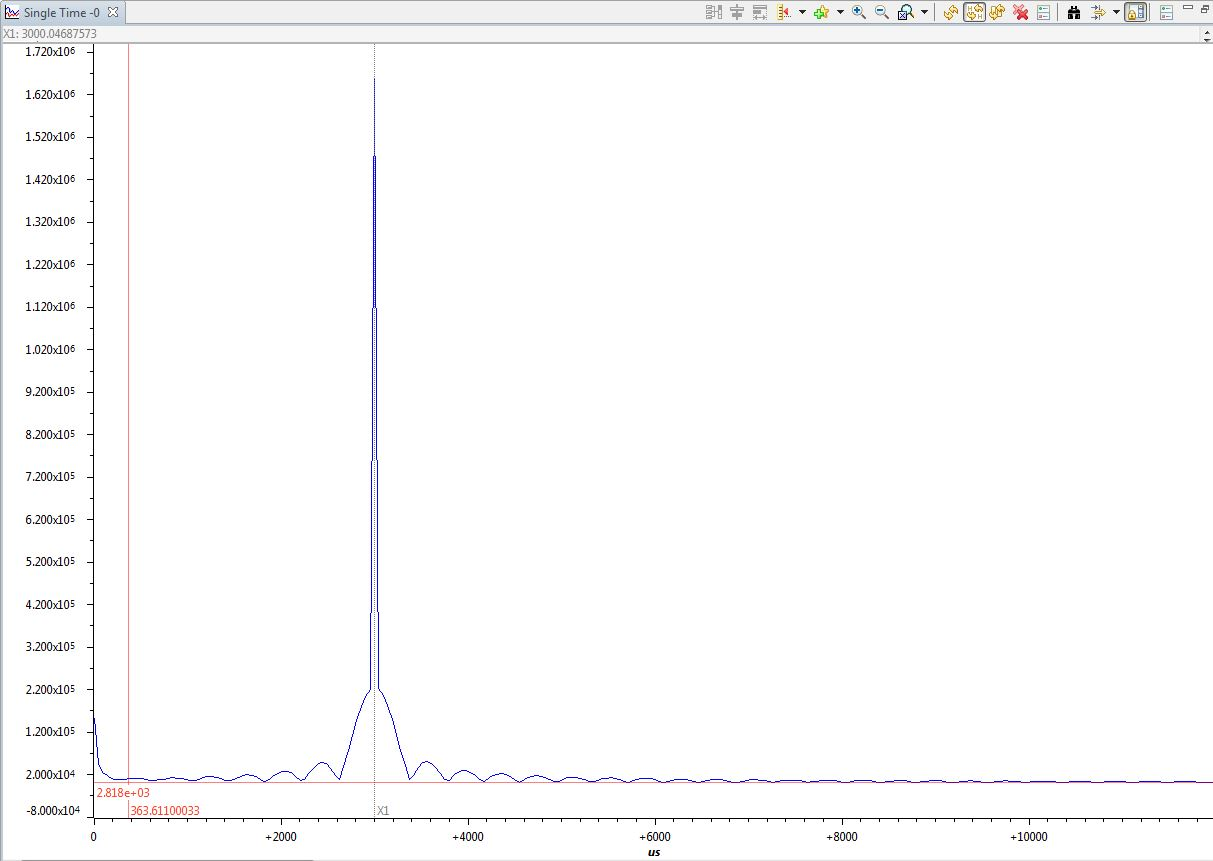 Single Time -0
X1: 3000.04687573
1.720x10⁶
1.620x10⁶
1.520x10⁶
1.420x10⁶
1.320x10⁶
1.220x10⁶
1.120x10⁶
1.020x10⁶
9.200x10⁵
8.200x10⁵
7.200x10⁵
6.200x10⁵
5.200x10⁵
4.200x10⁵
3.200x10⁵
2.200x10⁵
1.200x10⁵
2.000x10⁴
2.818e+03
-8.000x10⁴
363.61100033
X1
0 +2000 +4000 +6000 +8000 +10000
us